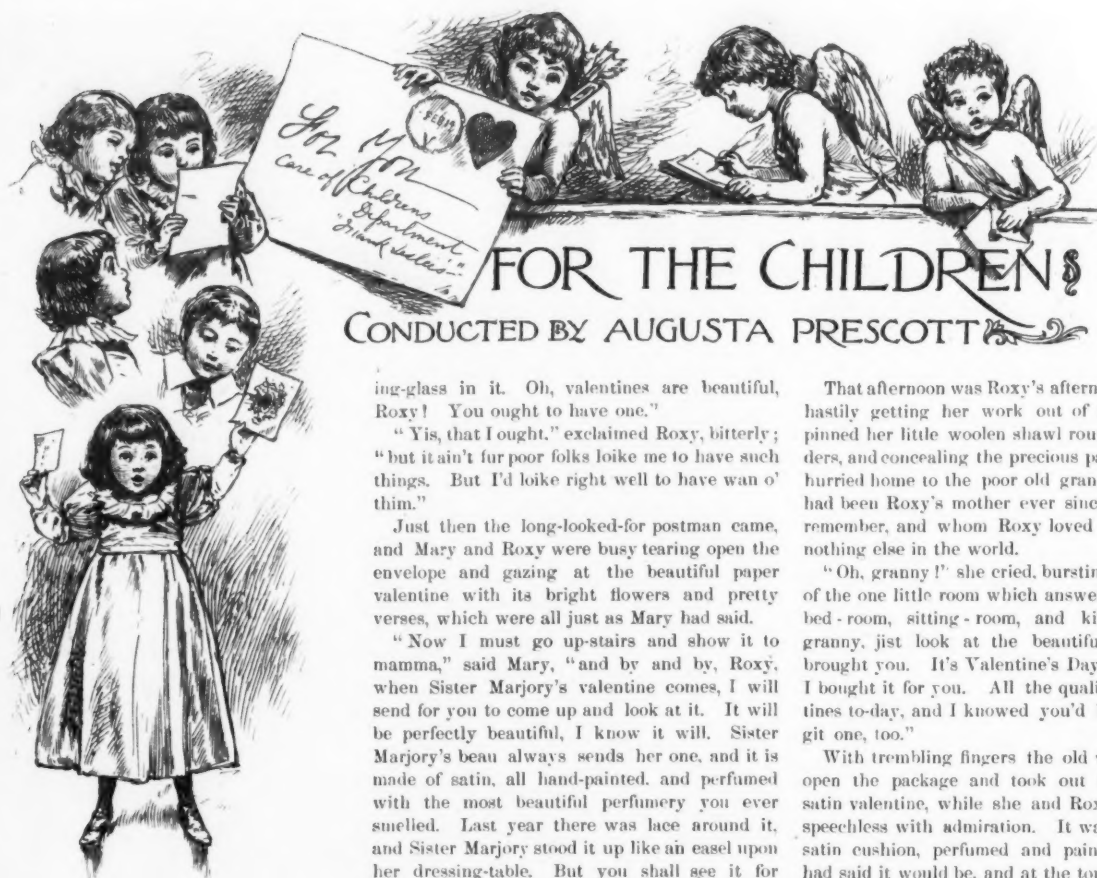 For You
Care of Childrens
Department
"Frank Leslies"
FEB 14
FOR THE CHILDREN
CONDUCTED BY AUGUSTA PRESCOTT
ing-glass in it. Oh, valentines are beautiful,
Roxy! You ought to have one."
"Yis, that I ought," exclaimed Roxy, bitterly;
"but it ain't fur poor folks loike me to have such
things. But I'd loike right well to have wan o'
thim."
Just then the long-looked-for postman came,
and Mary and Roxy were busy tearing open the
envelope and gazing at the beautiful paper
valentine with its bright flowers and pretty
verses, which were all just as Mary had said.
"Now I must go up-stairs and show it to
mamma," said Mary, "and by and by, Roxy,
when Sister Marjory's valentine comes, I will
send for you to come up and look at it. It will
be perfectly beautiful, I know it will. Sister
Marjory's beau always sends her one, and it is
made of satin, all hand-painted, and perfumed
with the most beautiful perfumery you ever
smelled. Last year there was lace around it,
and Sister Marjory stood it up like an easel upon
her dressing-table. But you shall see it for
That afternoon was Roxy's aftern
hastily getting her work out of
pinned her little woolen shawl rou
ders, and concealing the precious pa
hurried home to the poor old gran
had been Roxy's mother ever sinc
remember, and whom Roxy loved
nothing else in the world.
"Oh, granny!" she cried, burstin
of the one little room which answe
bed-room, sitting-room, and ki
granny, jist look at the beautifu
brought you. It's Valentine's Day
I bought it for you. All the quali
tines to-day, and I knowed you'd
git one, too."
With trembling fingers the old
open the package and took out
satin valentine, while she and Rox
speechless with admiration. It wa
satin cushion, perfumed and pain
had said it would be, and at the to